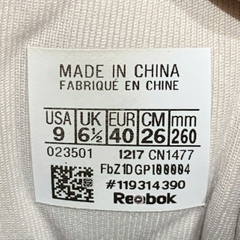 MADE IN CHINA
FABRIQUÉ EN CHINE
USA UK EUR CM mm
9 6½ 40 26 260
023501 1217 CN1477
FbZ1DGP100004
#119314390
Reebok